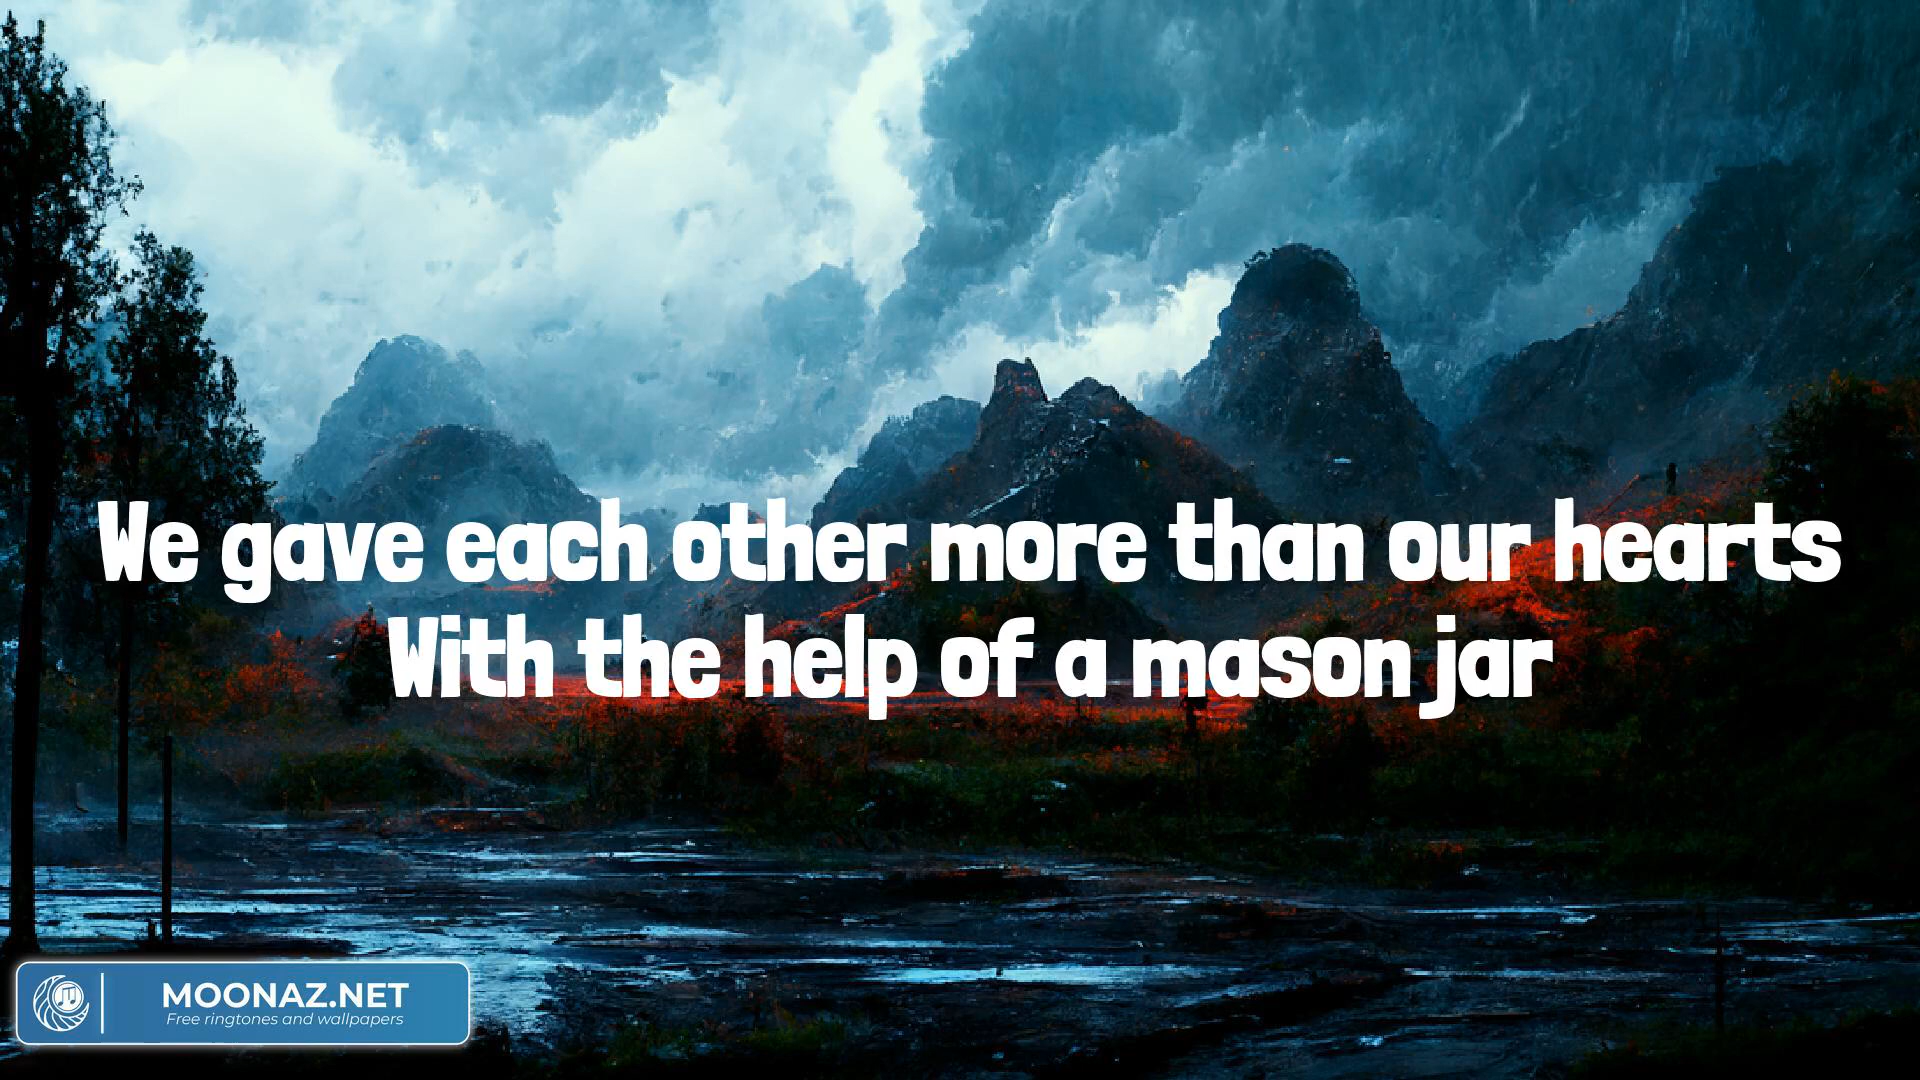 We gave each other more than our hearts
With the help of a mason jar
MOONAZ.NET
Free ringtones and wallpapers